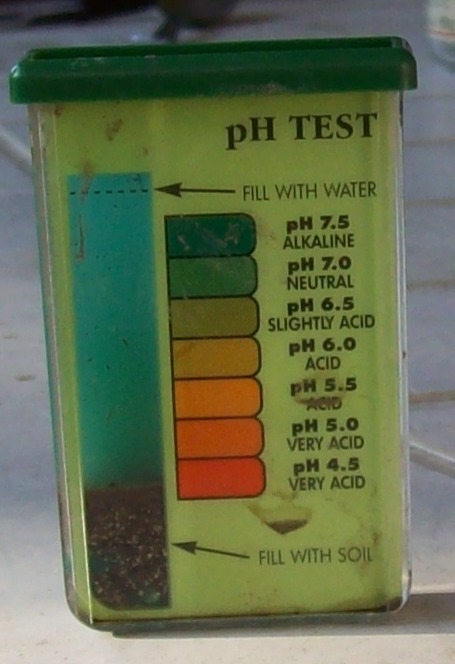 pH TEST
FILL WITH WATER
pH 7.5
ALKALINE
pH 7.0
NEUTRAL
pH 6.5
SLIGHTLY ACID
pH 6.0
ACID
pH 5.5
ACID
pH 5.0
VERY ACID
pH 4.5
VERY ACID
FILL WITH SOIL